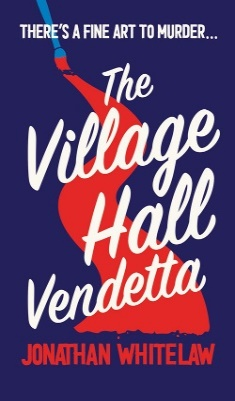 THERE'S A FINE ART TO MURDER...
The
Village
Hall
Vendetta
JONATHAN WHITELAW